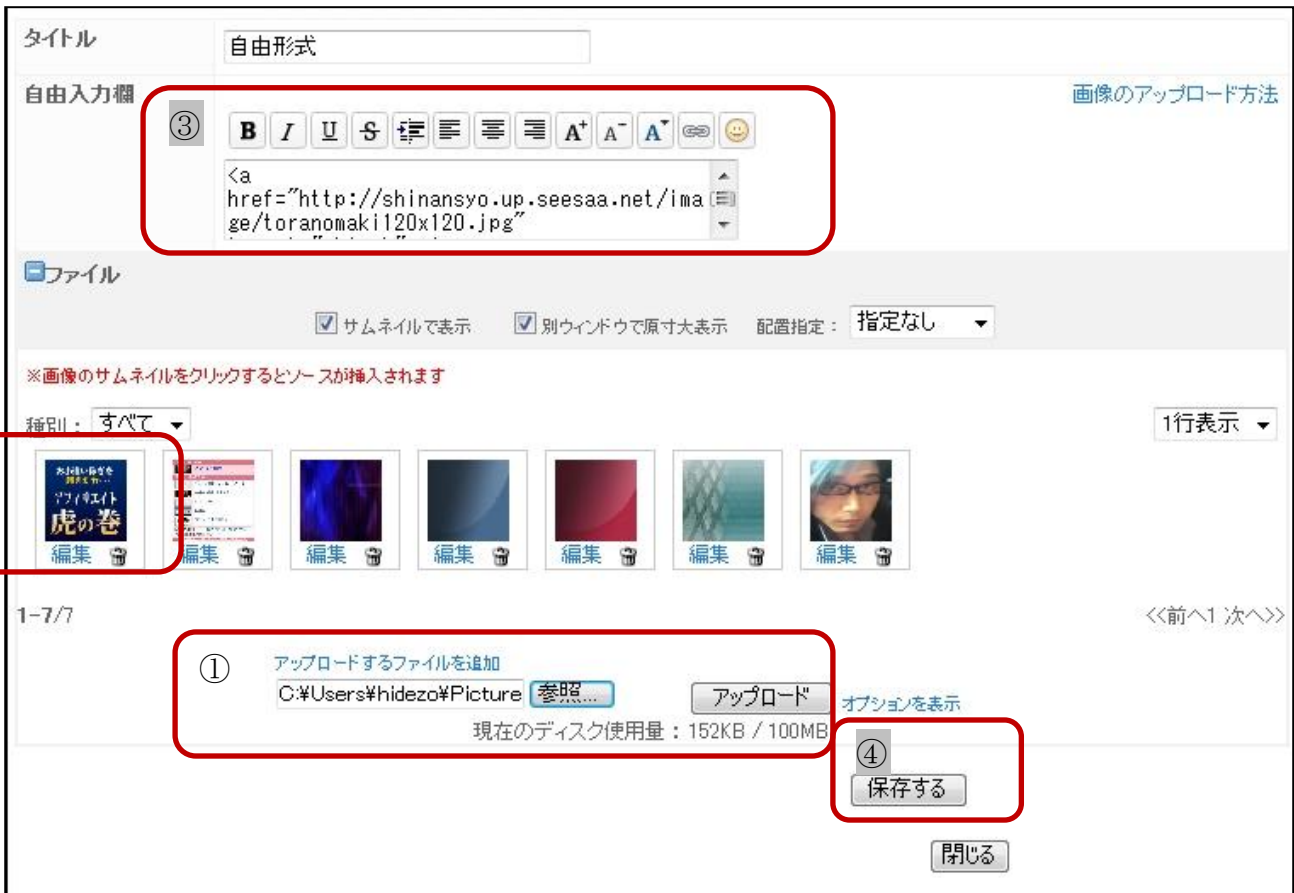 タイトル
自由形式
自由入力欄
画像のアップロード方法
③
B I U S A⁺ A⁻ A
<a
href="http://shinansyo.up.seesaa.net/ima
ge/toranomaki120x120.jpg"
ファイル
サムネイルで表示 別ウィンドウで原寸大表示 配置指定： 指定なし
※画像のサムネイルをクリックするとソースが挿入されます
種別： すべて 1行表示
アフィリエイト
虎の巻
編集 編集 編集 編集 編集 編集 編集
1-7/7 <<前へ1 次へ>>
①
アップロードするファイルを追加
C:¥Users¥hidezo¥Picture 参照... アップロード オプションを表示
現在のディスク使用量：152KB / 100MB
④
保存する
閉じる